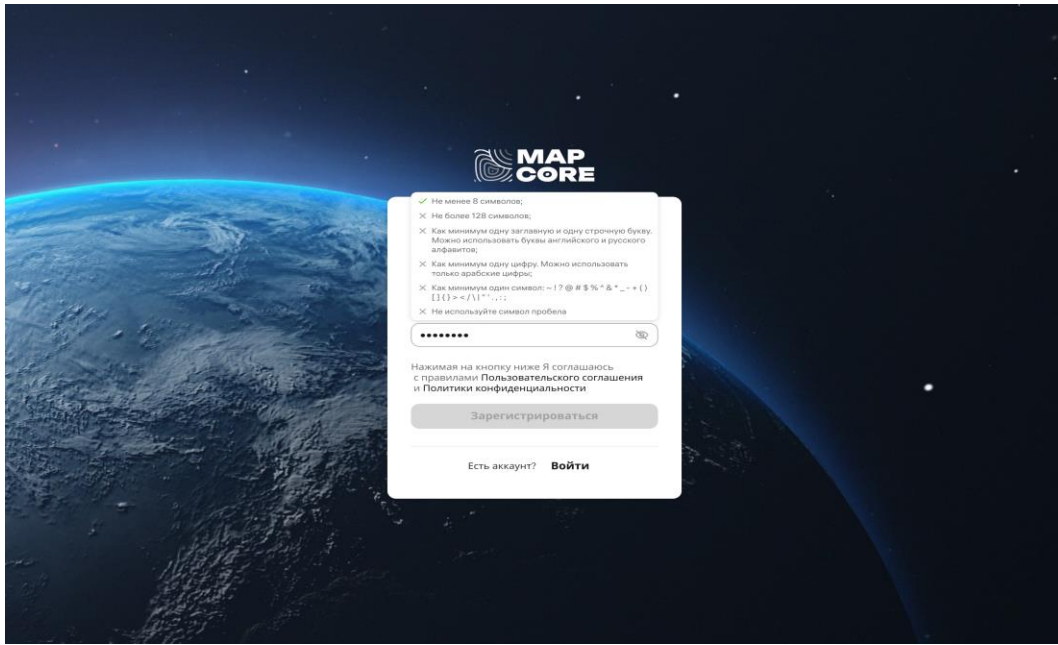 MAP
CORE
Не менее 8 символов;
Не более 128 символов;
Как минимум одну заглавную и одну строчную букву.
Можно использовать буквы английского и русского
алфавитов;
Как минимум одну цифру. Можно использовать
только арабские цифры;
Как минимум один символ: ~ ! ? @ # $ % ^ & * _ - + ( )
[ ] { } > < / \ | " ' . , : ;
Не используйте символ пробела
Нажимая на кнопку ниже Я соглашаюсь
с правилами Пользовательского соглашения
и Политики конфиденциальности
Зарегистрироваться
Есть аккаунт? Войти